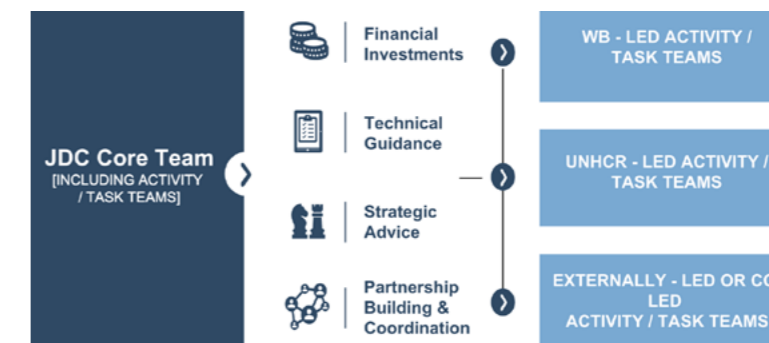 JDC Core Team
[INCLUDING ACTIVITY
/ TASK TEAMS]
Financial
Investments
Technical
Guidance
Strategic
Advice
Partnership
Building &
Coordination
WB - LED ACTIVITY /
TASK TEAMS
UNHCR - LED ACTIVITY /
TASK TEAMS
EXTERNALLY - LED OR CO
LED
ACTIVITY / TASK TEAMS